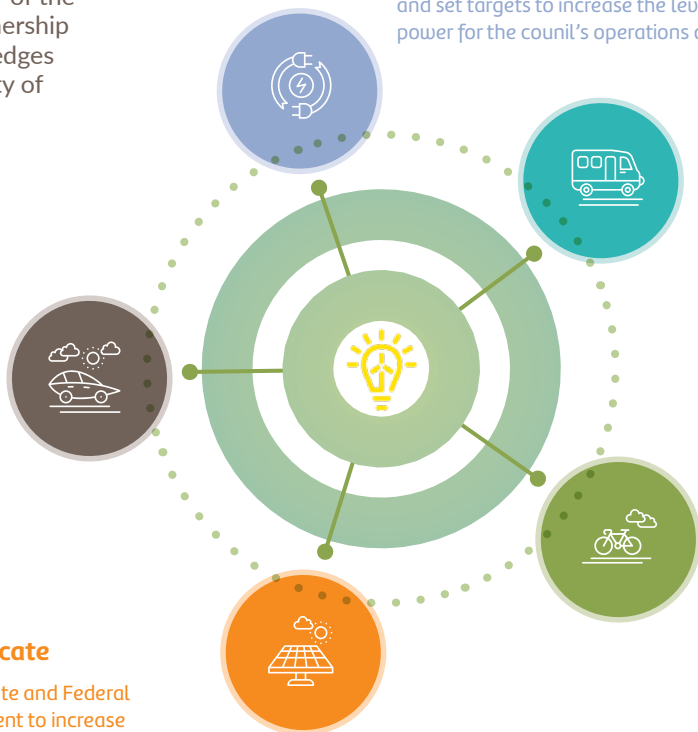 of the
nership
edges
ty of
and set targets to increase the lev
power for the counil's operations a
cate
te and Federal
ent to increase